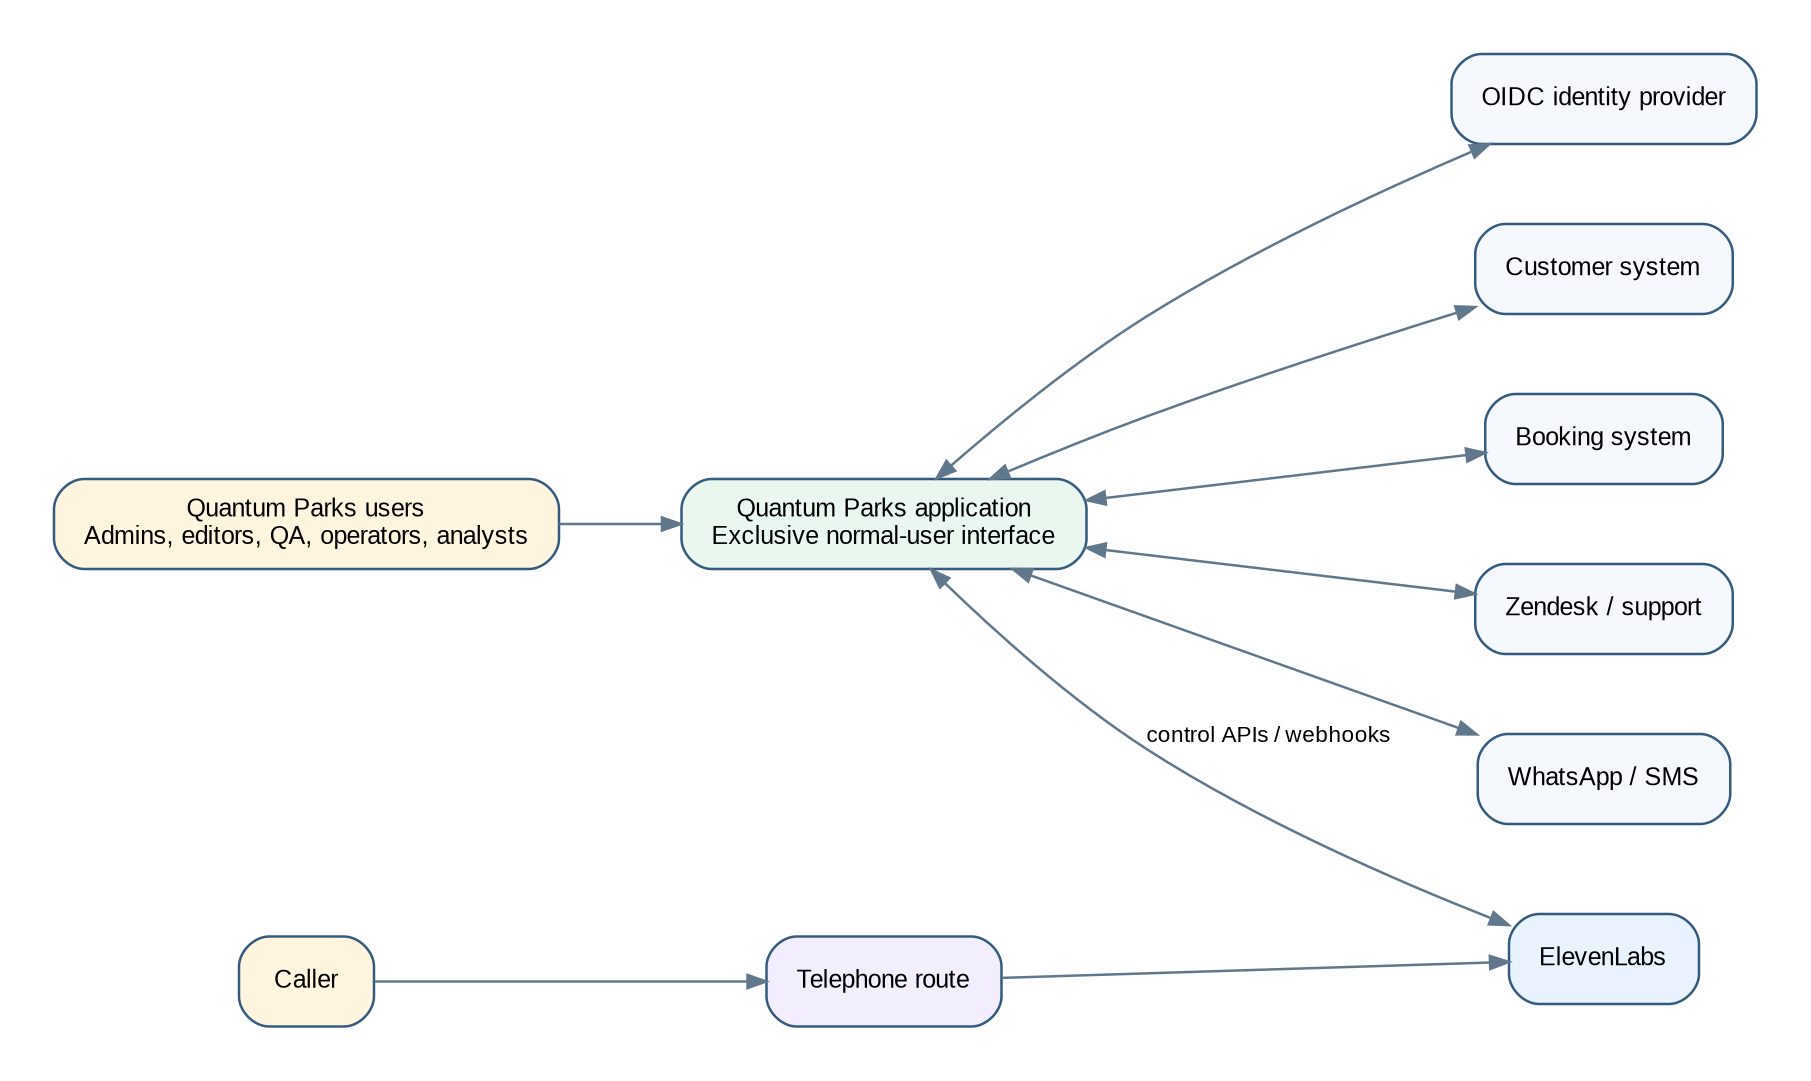 OIDC identity provider
Customer system
Booking system
Quantum Parks users
Admins, editors, QA, operators, analysts
Quantum Parks application
Exclusive normal-user interface
Zendesk / support
control APIs / webhooks
WhatsApp / SMS
Caller
Telephone route
ElevenLabs